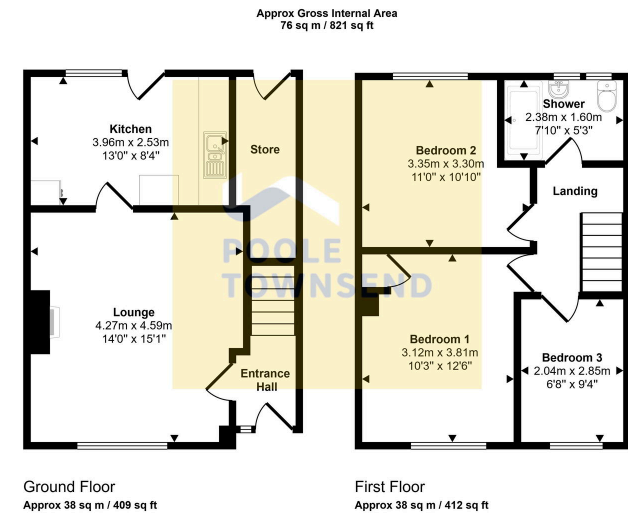 Approx Gross Internal Area
76 sq m / 821 sq ft
Kitchen
3.96m x 2.53m
13'0" x 8'4"
Store
Lounge
4.27m x 4.59m
14'0" x 15'1"
Entrance
Hall
Bedroom 2
3.35m x 3.30m
11'0" x 10'10"
Shower
2.38m x 1.60m
7'10" x 5'3"
Landing
Bedroom 1
3.12m x 3.81m
10'3" x 12'6"
Bedroom 3
2.04m x 2.85m
6'8" x 9'4"
POOLE
TOWNSEND
Ground Floor
Approx 38 sq m / 409 sq ft
First Floor
Approx 38 sq m / 412 sq ft